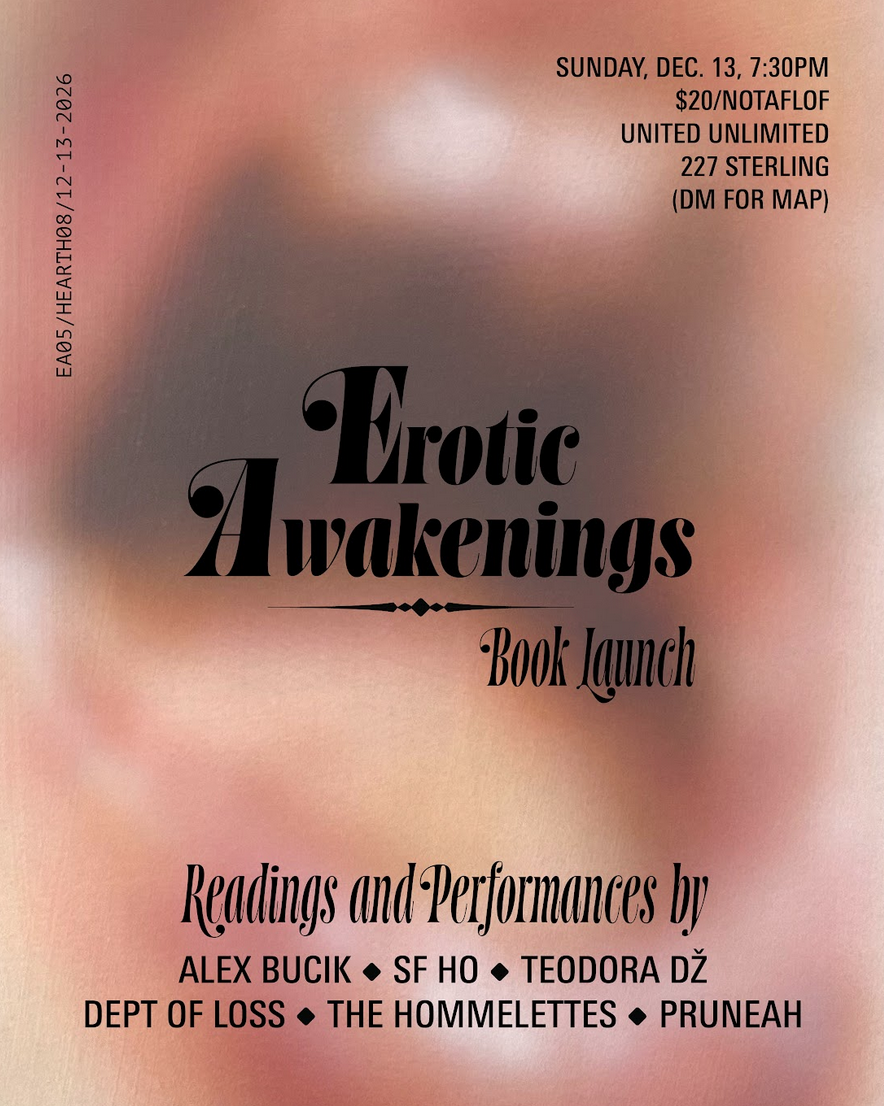 SUNDAY, DEC. 13, 7:30PM
$20/NOTAFLOF
UNITED UNLIMITED
227 STERLING
(DM FOR MAP)
EA05/HEARTH08/12-13-2026
Erotic
Awakenings
Book Launch
Readings and Performances by
ALEX BUCIK ◆ SF HO ◆ TEODORA DŽ
DEPT OF LOSS ◆ THE HOMMELETTES ◆ PRUNEAH